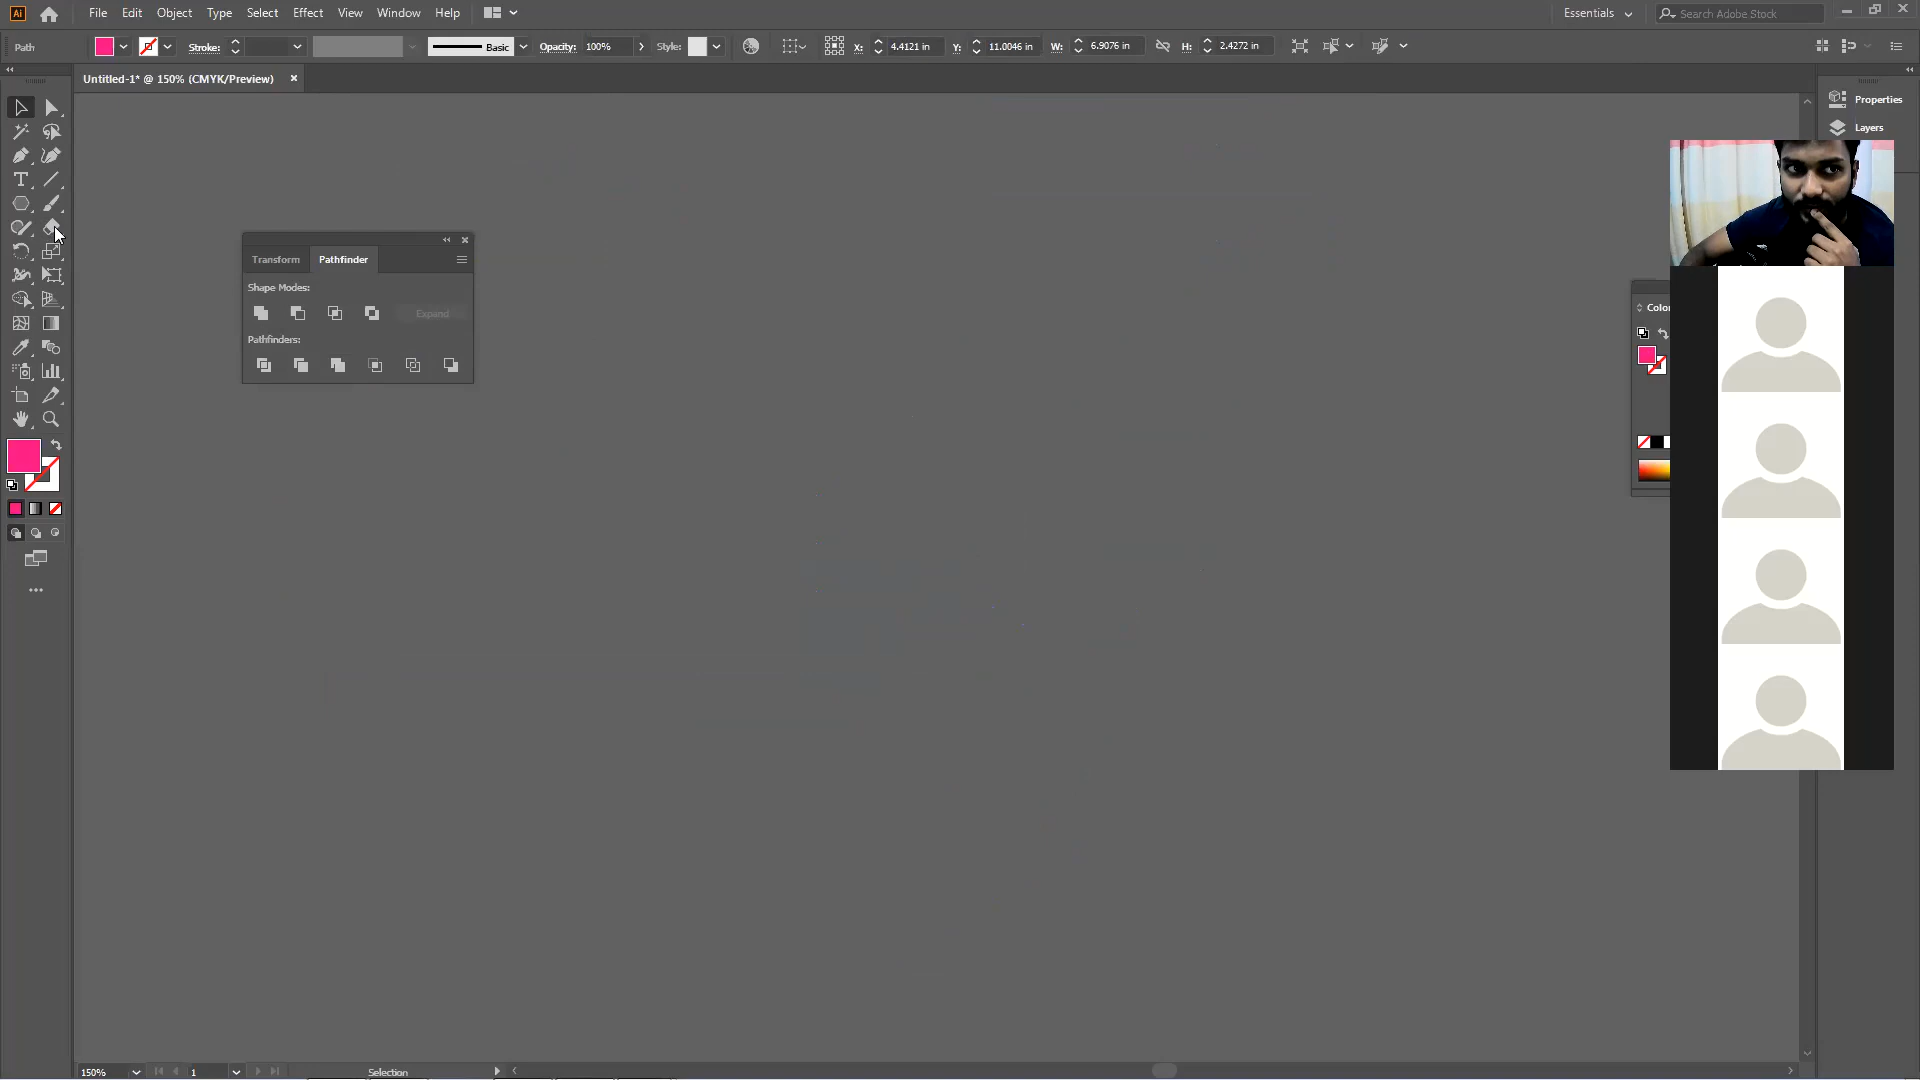 Ai File Edit Object Type Select Effect View Window Help Essentials Search Adobe Stock
Path Stroke: Basic Opacity: 100% Style: X: 4.4121 in Y: 11.0046 in W: 6.9076 in H: 2.4272 in
Untitled-1* @ 150% (CMYK/Preview)
Properties
Layers
Transform Pathfinder
Shape Modes:
Expand
Pathfinders:
Color
T
150% 1 Selection